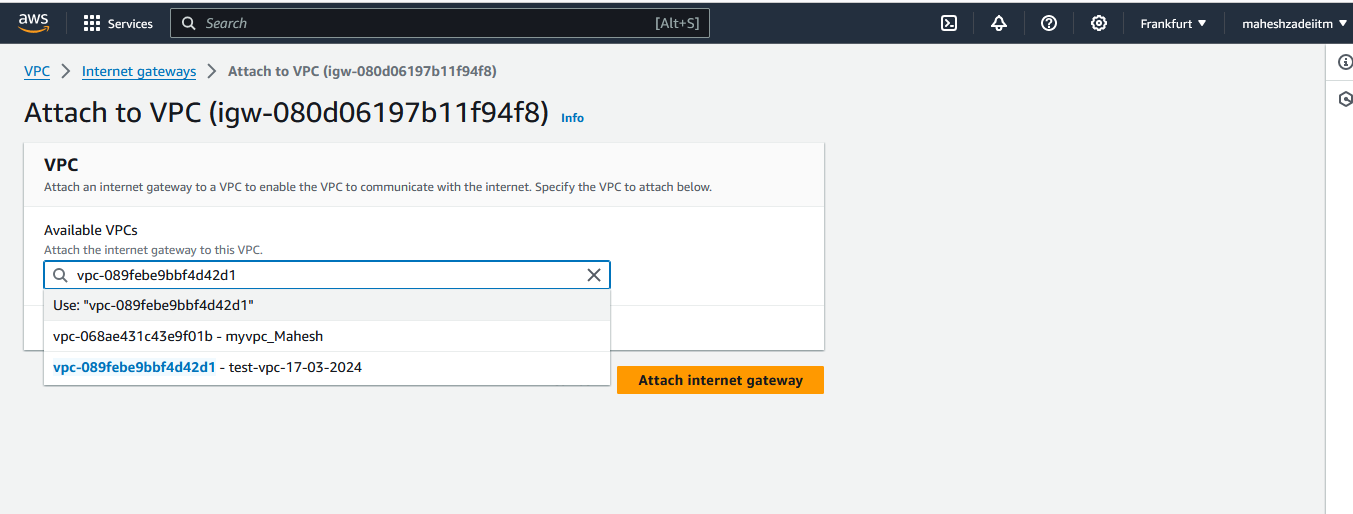 aws Services Search [Alt+S] Frankfurt maheshzadeiitm
VPC Internet gateways Attach to VPC (igw-080d06197b11f94f8)
Attach to VPC (igw-080d06197b11f94f8) Info
VPC
Attach an internet gateway to a VPC to enable the VPC to communicate with the internet. Specify the VPC to attach below.
Available VPCs
Attach the internet gateway to this VPC.
vpc-089febe9bbf4d42d1
Use: "vpc-089febe9bbf4d42d1"
vpc-068ae431c43e9f01b - myvpc_Mahesh
vpc-089febe9bbf4d42d1 - test-vpc-17-03-2024
Attach internet gateway